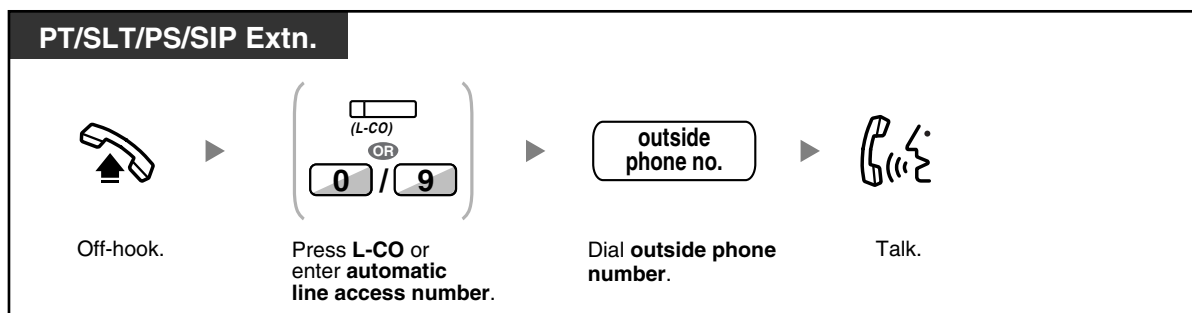 PT/SLT/PS/SIP Extn.
(L-CO)
OR
0 / 9
outside
phone no.
Off-hook.
Press L-CO or
enter automatic
line access number.
Dial outside phone
number.
Talk.